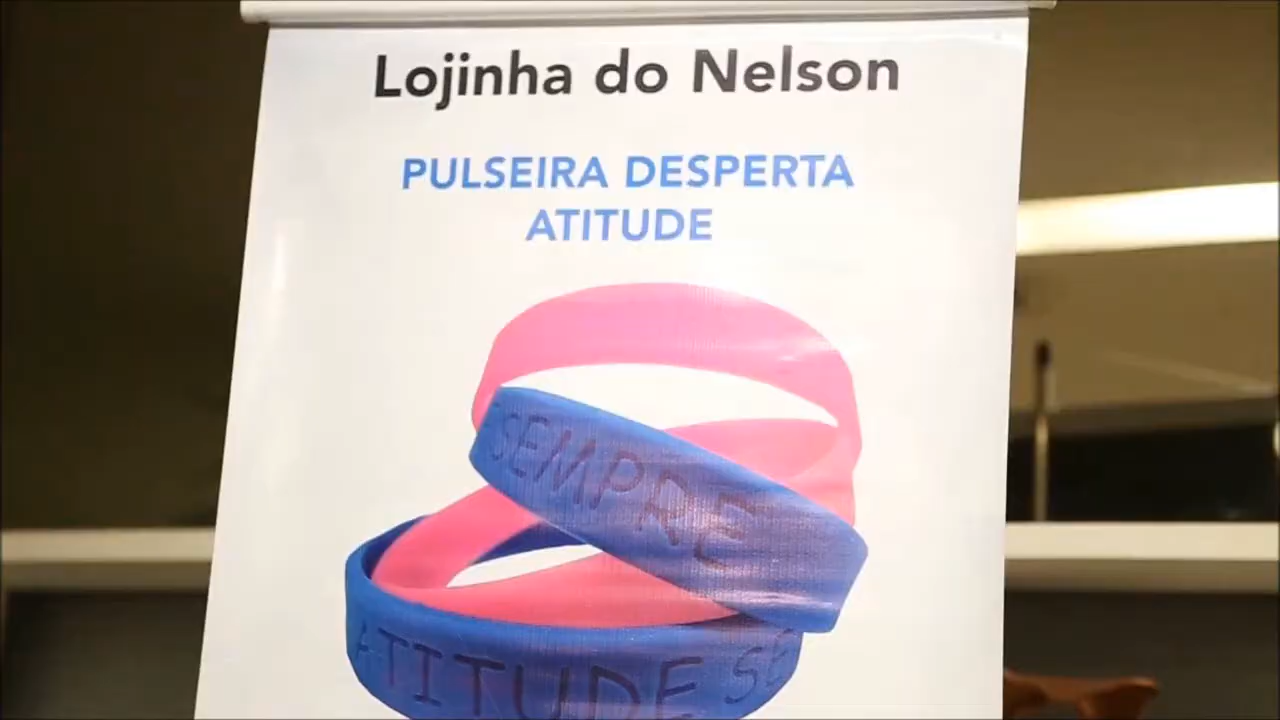 Lojinha do Nelson
PULSEIRA DESPERTA
ATITUDE
SEMPRE
ATITUDE SE